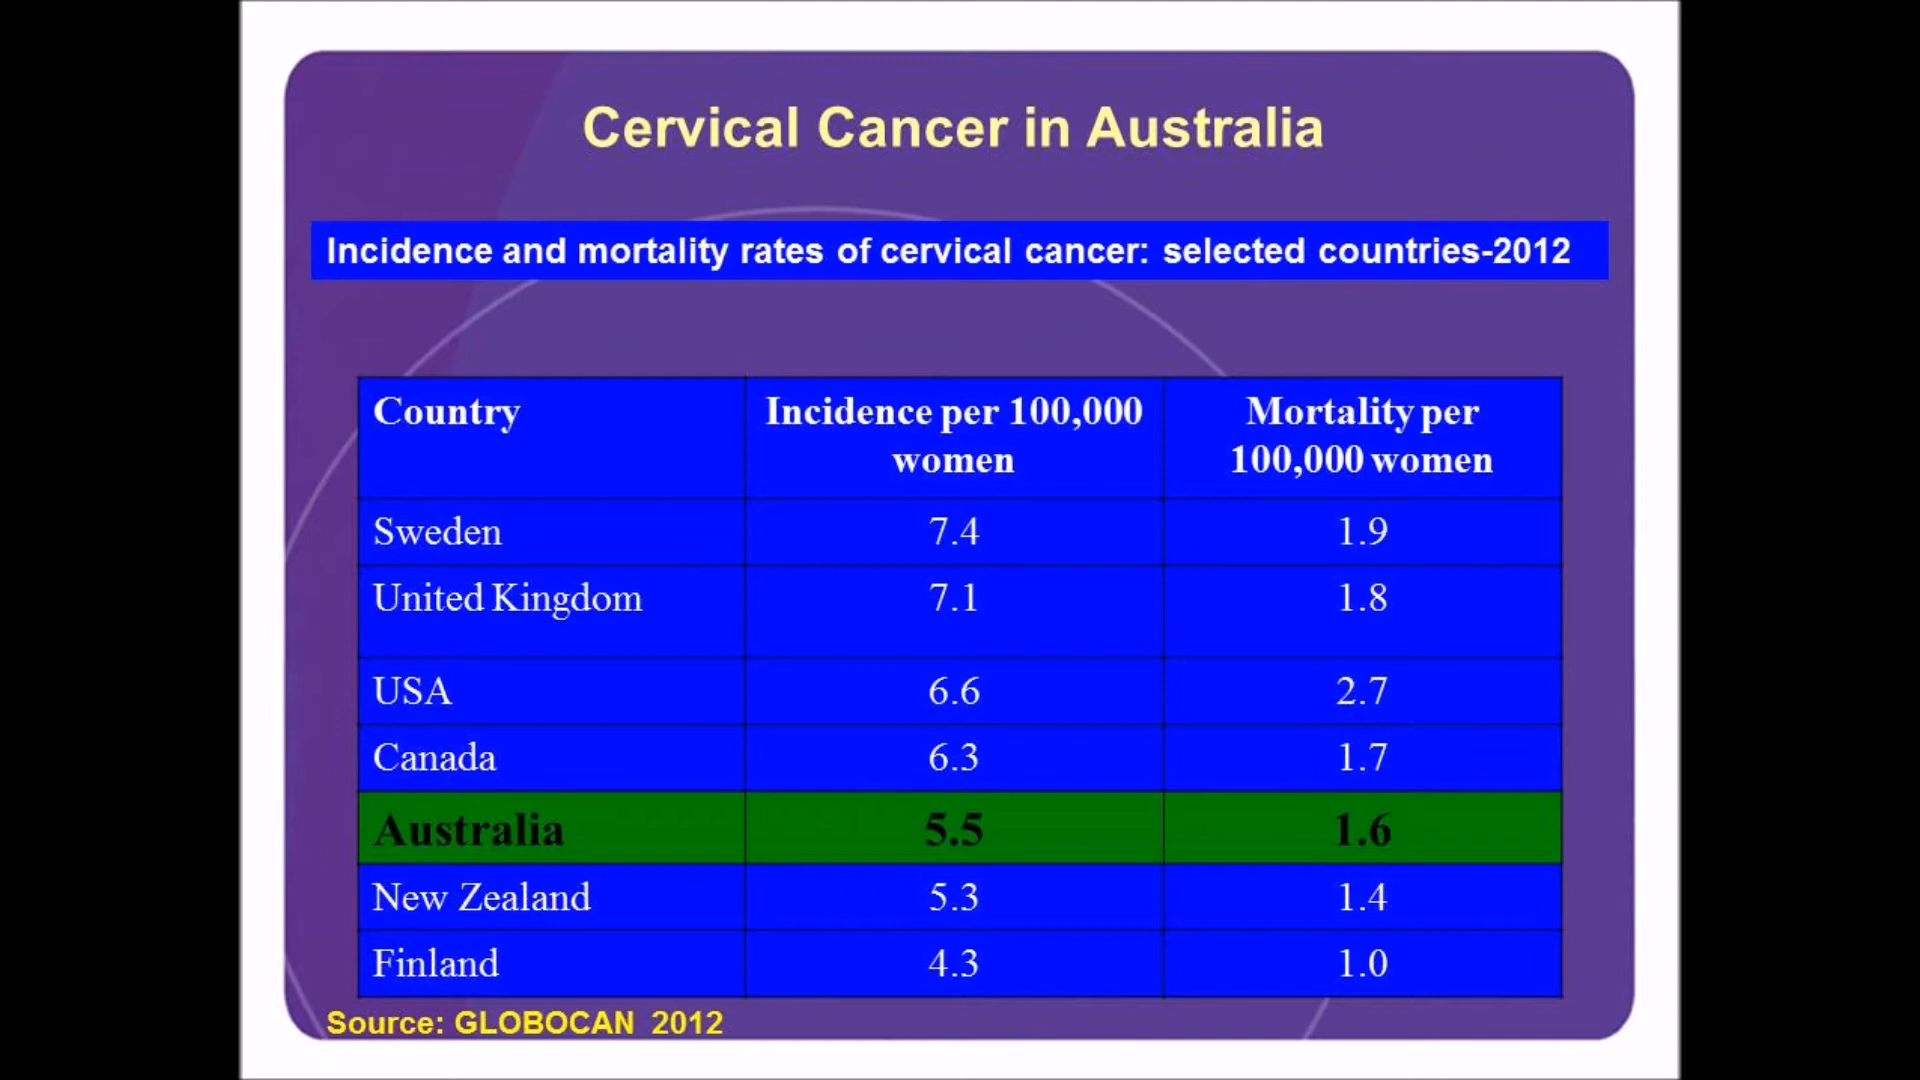 Cervical Cancer in Australia
Incidence and mortality rates of cervical cancer: selected countries-2012
Country Incidence per 100,000 women Mortality per 100,000 women
Sweden 7.4 1.9
United Kingdom 7.1 1.8
USA 6.6 2.7
Canada 6.3 1.7
Australia 5.5 1.6
New Zealand 5.3 1.4
Finland 4.3 1.0
Source: GLOBOCAN 2012